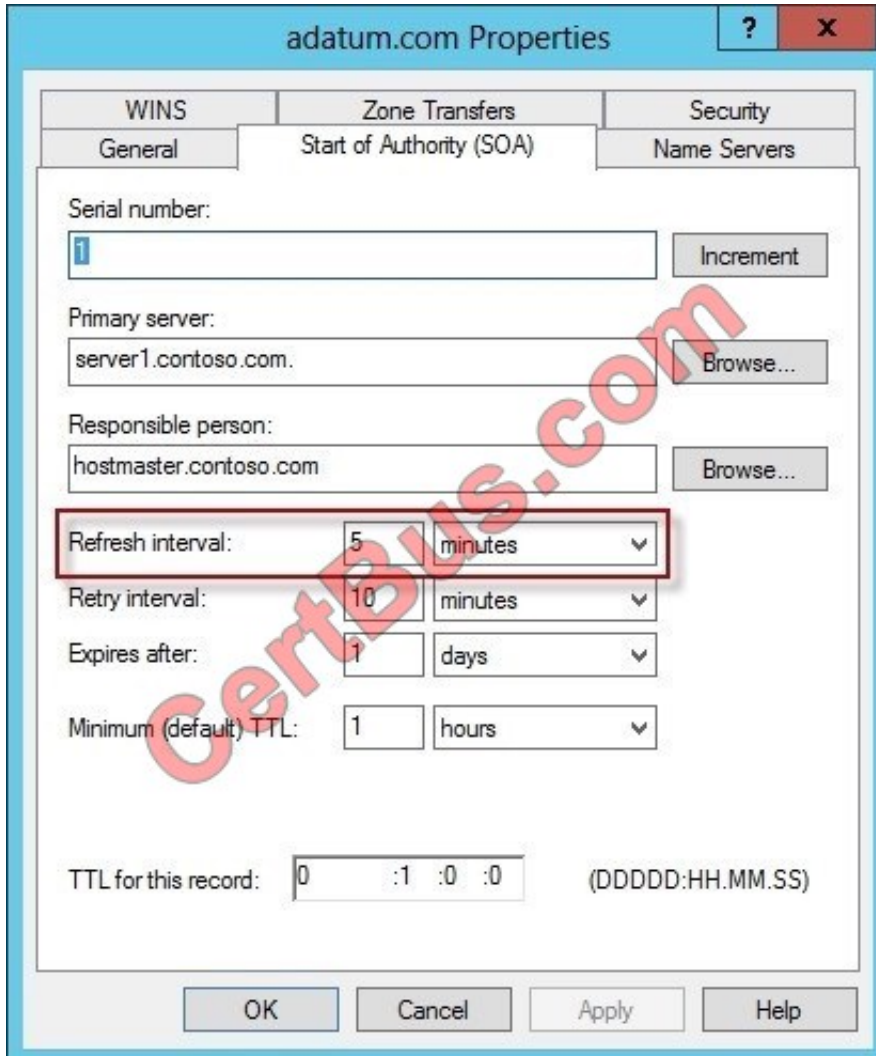 adatum.com Properties
? x
WINS Zone Transfers Security
General Start of Authority (SOA) Name Servers
Serial number:
1 Increment
Primary server:
server1.contoso.com. Browse...
Responsible person:
hostmaster.contoso.com Browse...
Refresh interval: 5 minutes
Retry interval: 10 minutes
Expires after: 1 days
Minimum (default) TTL: 1 hours
TTL for this record: 0 :1 :0 :0 (DDDDD:HH.MM.SS)
OK Cancel Apply Help
CertBus.com